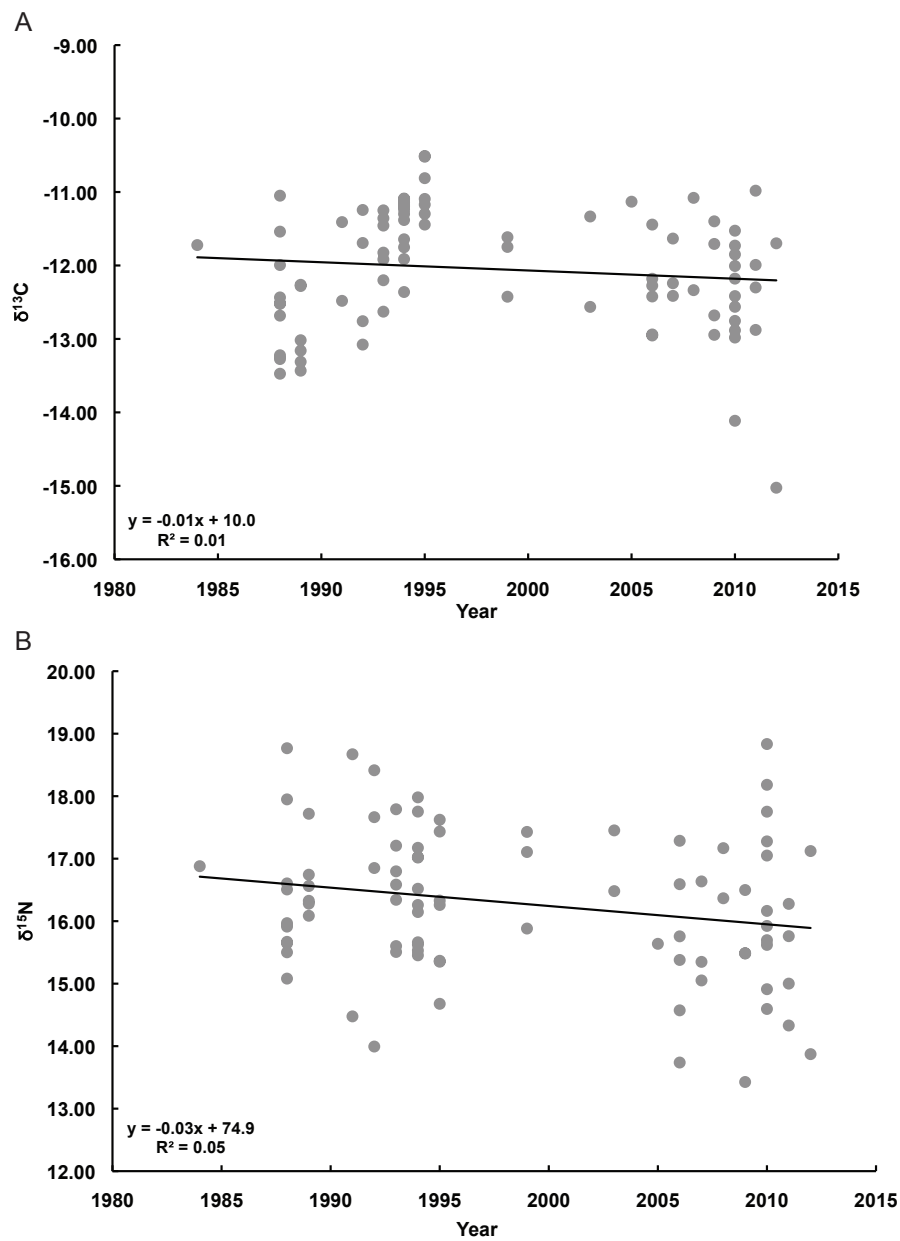 A
-9.00
-10.00
-11.00
-12.00
-13.00
-14.00
-15.00
-16.00
δ¹³C
y = -0.01x + 10.0
R² = 0.01
1980 1985 1990 1995 2000 2005 2010 2015
Year
B
20.00
19.00
18.00
17.00
16.00
15.00
14.00
13.00
12.00
δ¹⁵N
y = -0.03x + 74.9
R² = 0.05
1980 1985 1990 1995 2000 2005 2010 2015
Year